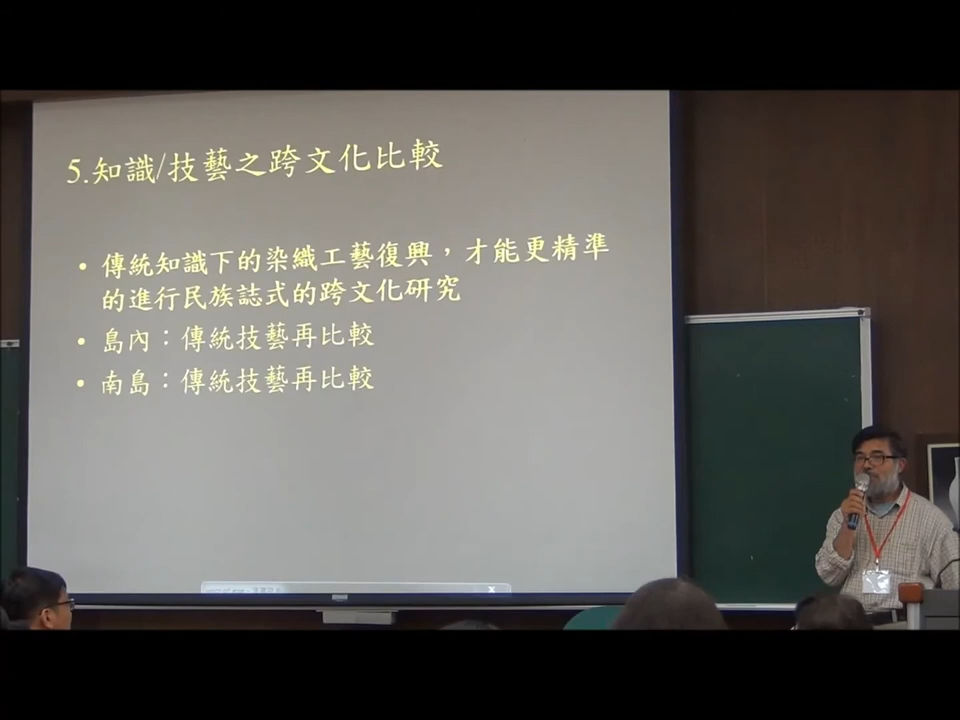 5.知識/技藝之跨文化比較
• 傳統知識下的染織工藝復興，才能更精準
的進行民族誌式的跨文化研究
• 島內：傳統技藝再比較
• 南島：傳統技藝再比較